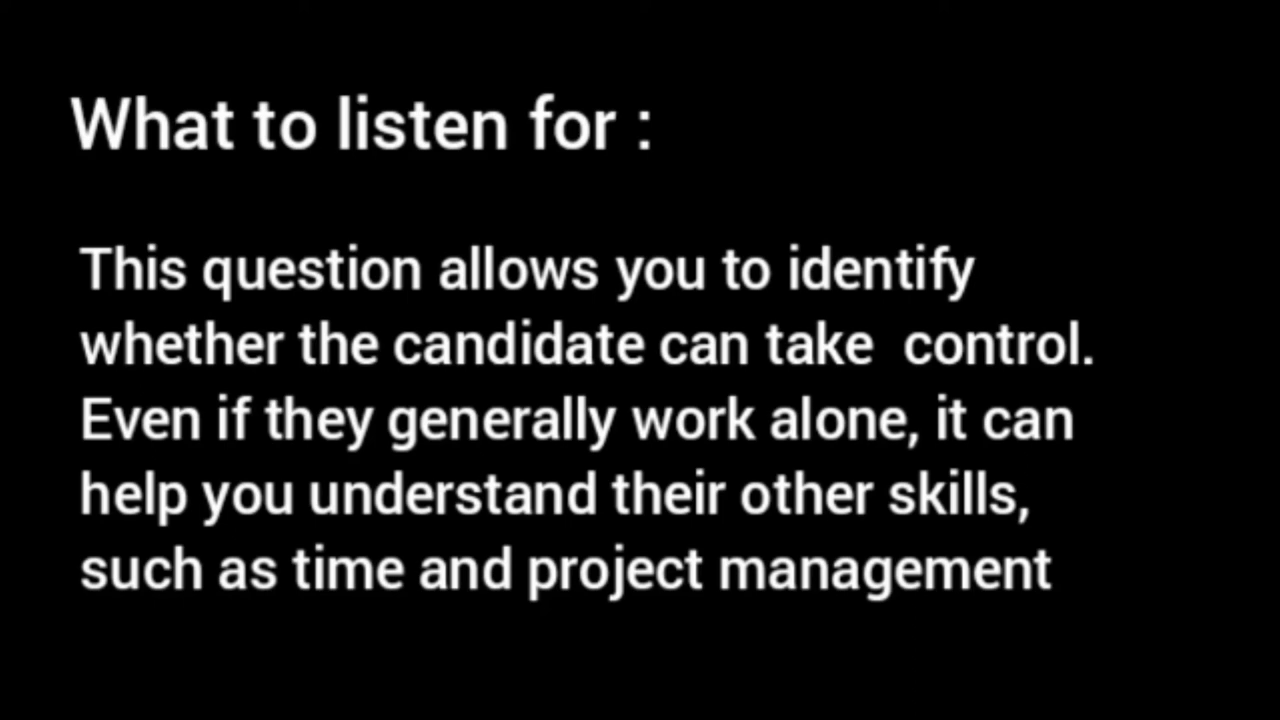 What to listen for :
This question allows you to identify
whether the candidate can take  control.
Even if they generally work alone, it can
help you understand their other skills,
such as time and project management